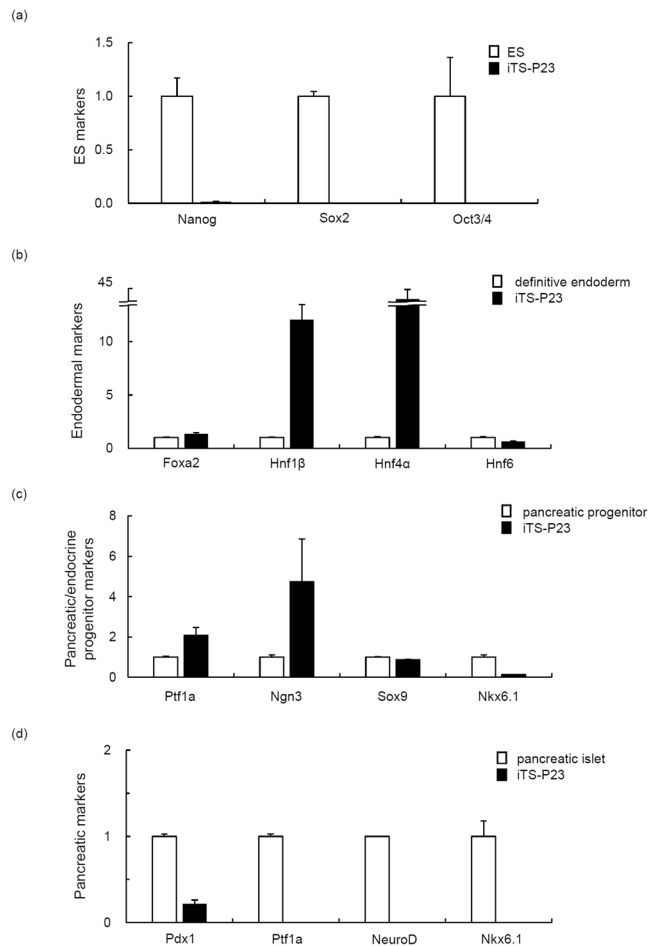 (a)
ES markers
1.5
1.0
0.5
0.0
ES
iTS-P23
Nanog Sox2 Oct3/4
(b)
Endodermal markers
45
10
5
0
definitive endoderm
iTS-P23
Foxa2 Hnf1β Hnf4α Hnf6
(c)
Pancreatic/endocrine
progenitor markers
8
6
4
2
0
pancreatic progenitor
iTS-P23
Ptf1a Ngn3 Sox9 Nkx6.1
(d)
Pancreatic markers
2
1
0
pancreatic islet
iTS-P23
Pdx1 Ptf1a NeuroD Nkx6.1